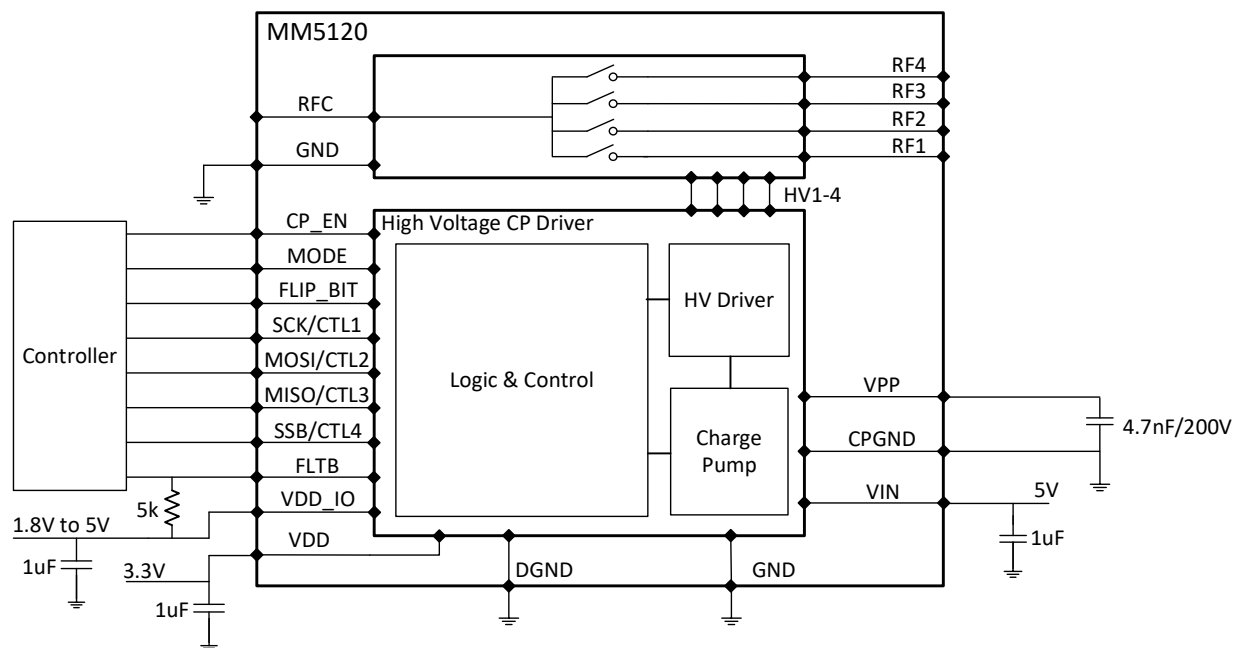 MM5120
RFC
GND
RF4
RF3
RF2
RF1
HV1-4
Controller
CP_EN
MODE
FLIP_BIT
SCK/CTL1
MOSI/CTL2
MISO/CTL3
SSB/CTL4
FLTB
VDD_IO
VDD
High Voltage CP Driver
Logic & Control
HV Driver
Charge
Pump
VPP
CPGND
VIN
4.7nF/200V
5V
1uF
5k
1.8V to 5V
1uF
3.3V
1uF
DGND
GND